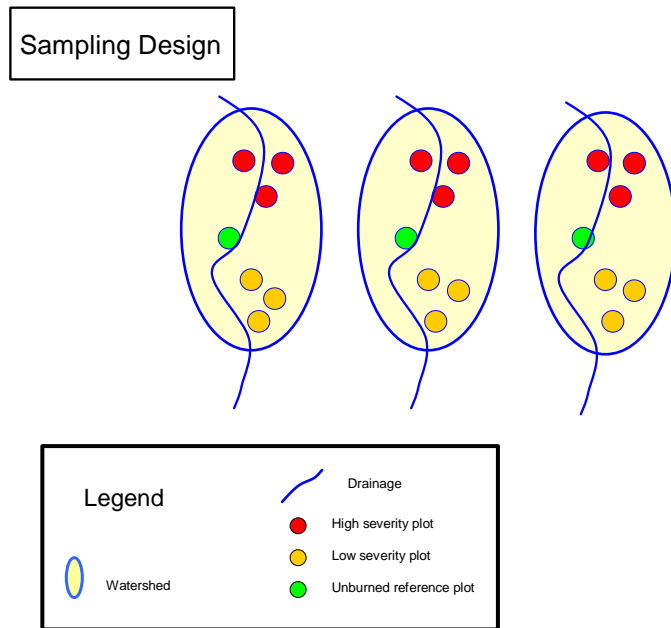 Sampling Design
Legend
Watershed
Drainage
High severity plot
Low severity plot
Unburned reference plot